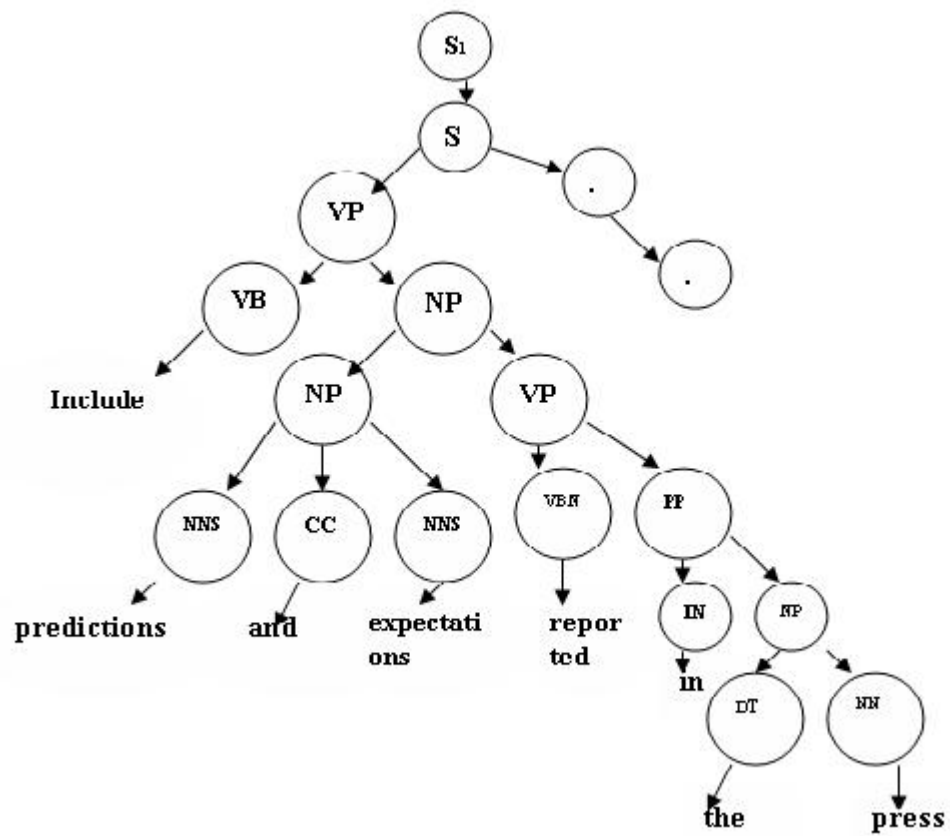 S1
S
.
VP
.
VB
NP
Include
NP
VP
NNS
CC
NNS
VBN
PP
predictions
and
expectati
ons
repor
ted
IN
NP
in
DT
NN
the
press